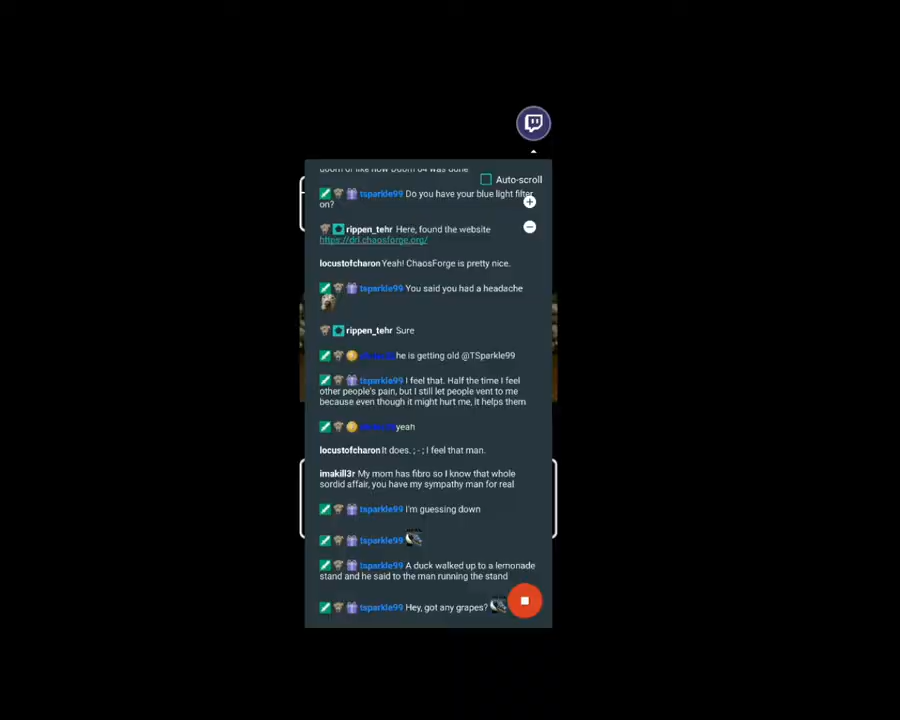 Auto-scroll
tsparkle99 Do you have your blue light filter
on?
rippen_tehr Here, found the website
https://drl.chaosforge.org/
locustofcharon Yeah! ChaosForge is pretty nice.
tsparkle99 You said you had a headache
rippen_tehr Sure
he is getting old @TSparkle99
tsparkle99 I feel that. Half the time I feel
other people's pain, but I still let people vent to me
because even though it might hurt me, it helps them
yeah
locustofcharon It does. ; - ; I feel that man.
imakill3r My mom has fibro so I know that whole
sordid affair, you have my sympathy man for real
tsparkle99 I'm guessing down
tsparkle99
tsparkle99 A duck walked up to a lemonade
stand and he said to the man running the stand
tsparkle99 Hey, got any grapes?